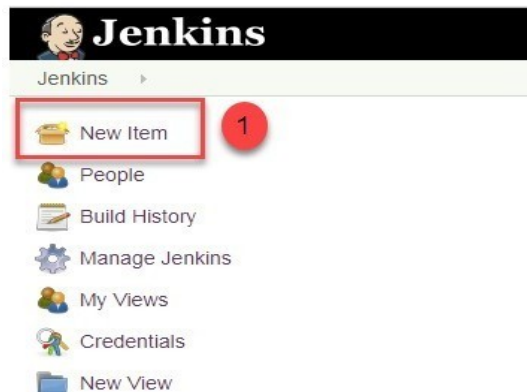 Jenkins
Jenkins
New Item 1
People
Build History
Manage Jenkins
My Views
Credentials
New View